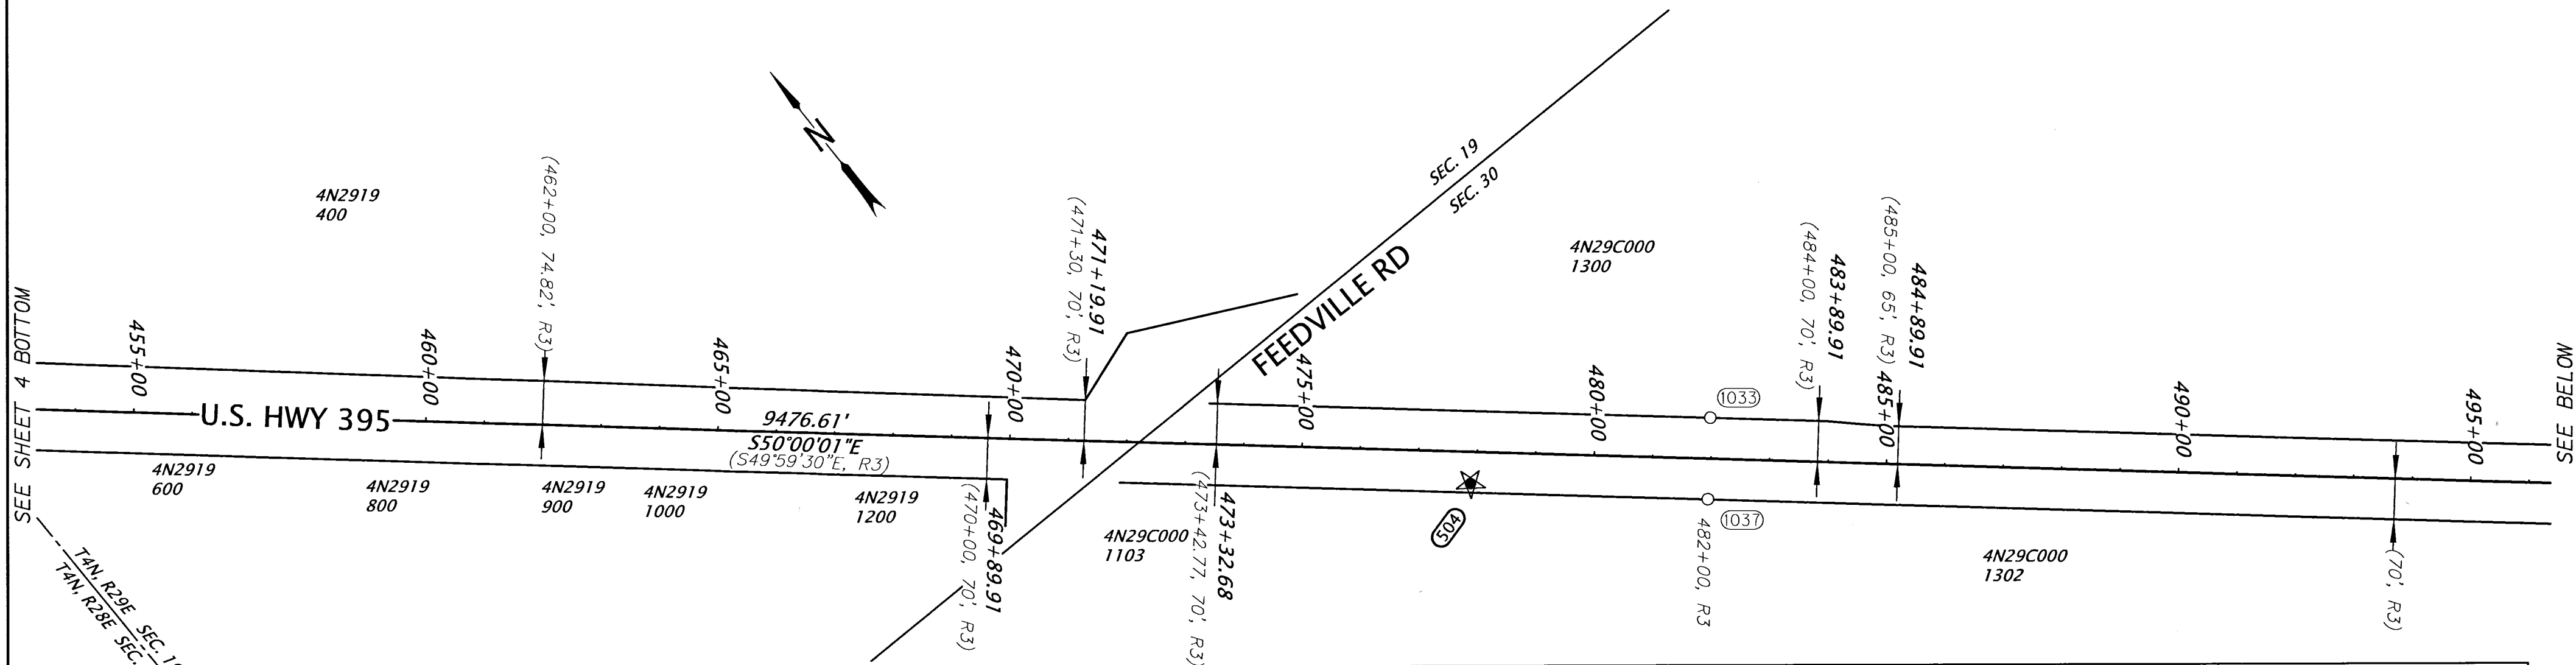 SEE SHEET 4 BOTTOM
455+00
460+00
(462+00, 74.82', R3)
465+00
470+00
471+19.91
(471+30, 70', R3)
N
4N2919
400
U.S. HWY 395
9476.61'
S50°00'01"E
(S49°59'30"E, R3)
4N2919
600
4N2919
800
4N2919
900
4N2919
1000
4N2919
1200
469+89.91
(470+00, 70', R3)
T4N, R29E SEC.
T4N, R28E SEC.
SEC. 19
SEC. 30
FEEDVILLE RD
475+00
473+32.68
(473+42.77, 70', R3)
4N29C000
1103
4N29C000
1300
480+00
504
1033
1037
482+00, R3
483+89.91
(484+00, 70', R3)
484+89.91
(485+00, 65', R3)
485+00
490+00
495+00
4N29C000
1302
(70', R3)
SEE BELOW